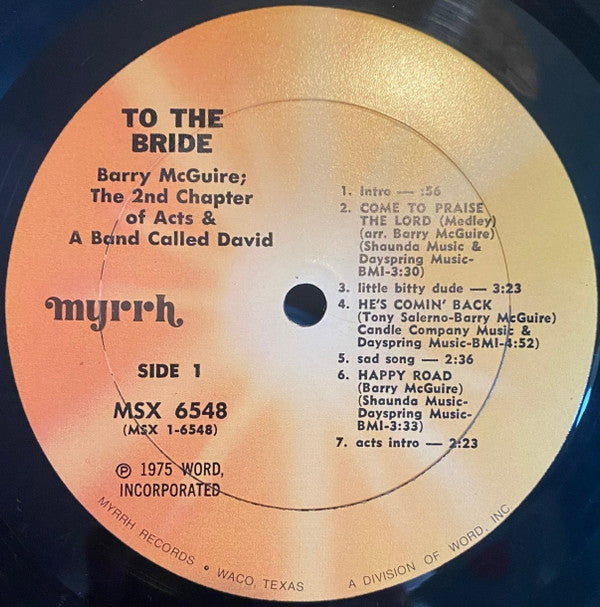 TO THE
BRIDE
Barry McGuire;
The 2nd Chapter
of Acts &
A Band Called David
myrrh
SIDE 1
MSX 6548
(MSX 1-6548)
℗ 1975 WORD,
INCORPORATED
1. intro — :56
2. COME TO PRAISE
THE LORD (Medley)
(arr. Barry McGuire)
(Shaunda Music &
Dayspring Music-
BMI-3:30)
3. little bitty dude — 3:23
4. HE'S COMIN' BACK
(Tony Salerno-Barry McGuire)
Candle Company Music &
Dayspring Music-BMI-4:52)
5. sad song — 2:36
6. HAPPY ROAD
(Barry McGuire)
(Shaunda Music-
Dayspring Music-
BMI-3:33)
7. acts intro — 2:23
MYRRH RECORDS • WACO, TEXAS A DIVISION OF WORD, INC.